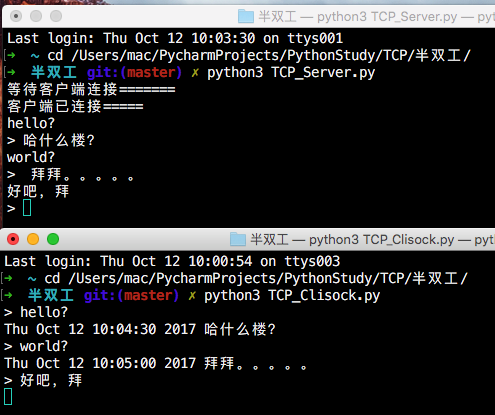 半双工 — python3 TCP_Server.py —
Last login: Thu Oct 12 10:03:30 on ttys001
[➜ ~ cd /Users/mac/PycharmProjects/PythonStudy/TCP/半双工/
[➜ 半双工 git:(master) ✗ python3 TCP_Server.py
等待客户端连接=======
客户端已连接=====
hello?
> 哈什么楼?
world?
>  拜拜。。。。。
好吧，拜
>
半双工 — python3 TCP_Clisock.py —
Last login: Thu Oct 12 10:00:54 on ttys003
[➜ ~ cd /Users/mac/PycharmProjects/PythonStudy/TCP/半双工/
[➜ 半双工 git:(master) ✗ python3 TCP_Clisock.py
> hello?
Thu Oct 12 10:04:30 2017 哈什么楼?
> world?
Thu Oct 12 10:05:00 2017 拜拜。。。。。
> 好吧，拜